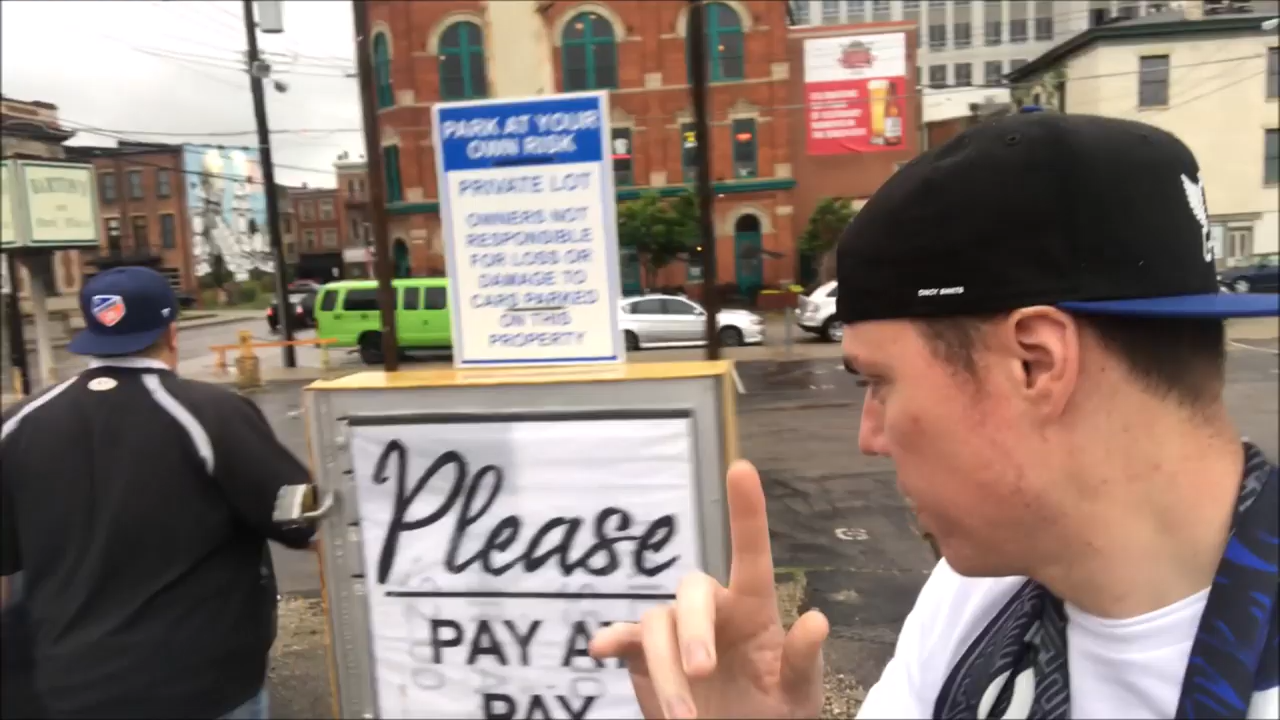 PARK AT YOUR
OWN RISK
PRIVATE LOT
OWNERS NOT
RESPONSIBLE
FOR LOSS OR
DAMAGE TO
CARS PARKED
ON THIS
PROPERTY
Please
PAY AT
PAY